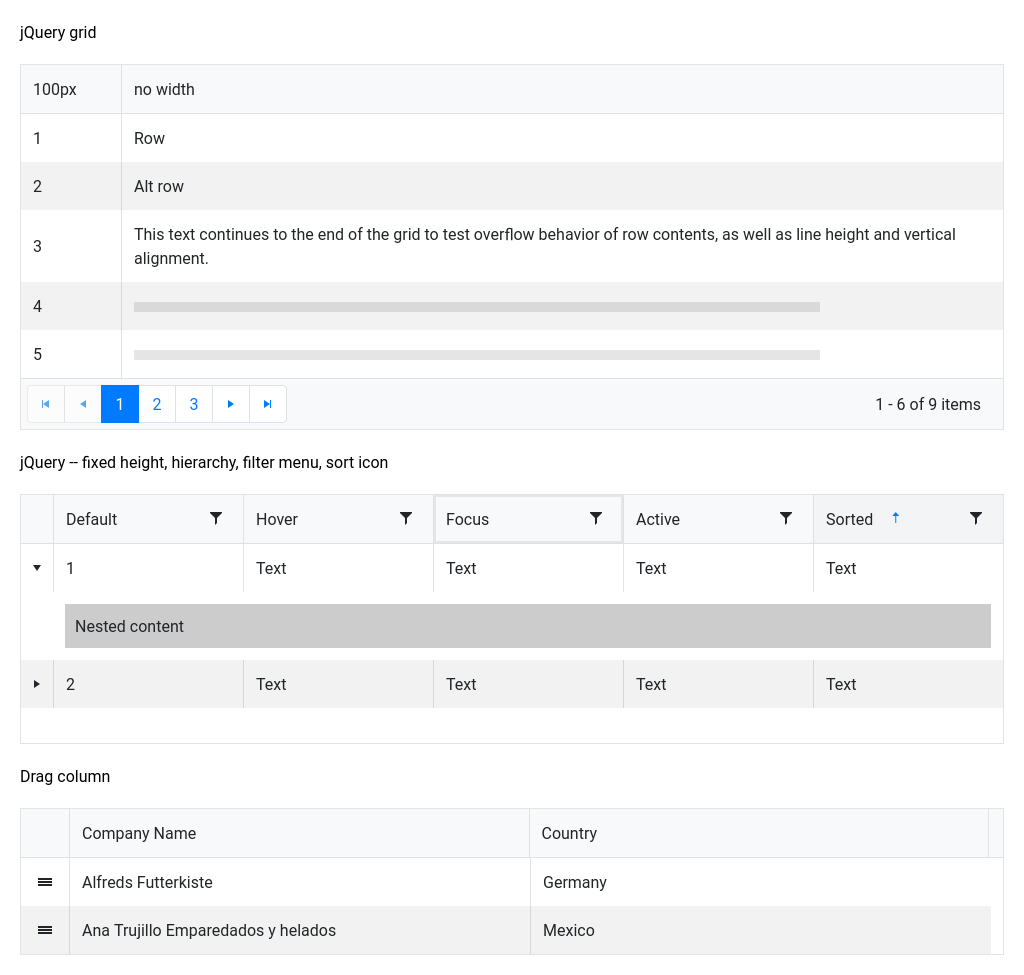 jQuery grid
100px no width
1 Row
2 Alt row
3 This text continues to the end of the grid to test overflow behavior of row contents, as well as line height and vertical
alignment.
4
5
1 2 3 1 - 6 of 9 items
jQuery -- fixed height, hierarchy, filter menu, sort icon
Default Hover Focus Active Sorted
1 Text Text Text Text
Nested content
2 Text Text Text Text
Drag column
Company Name Country
Alfreds Futterkiste Germany
Ana Trujillo Emparedados y helados Mexico